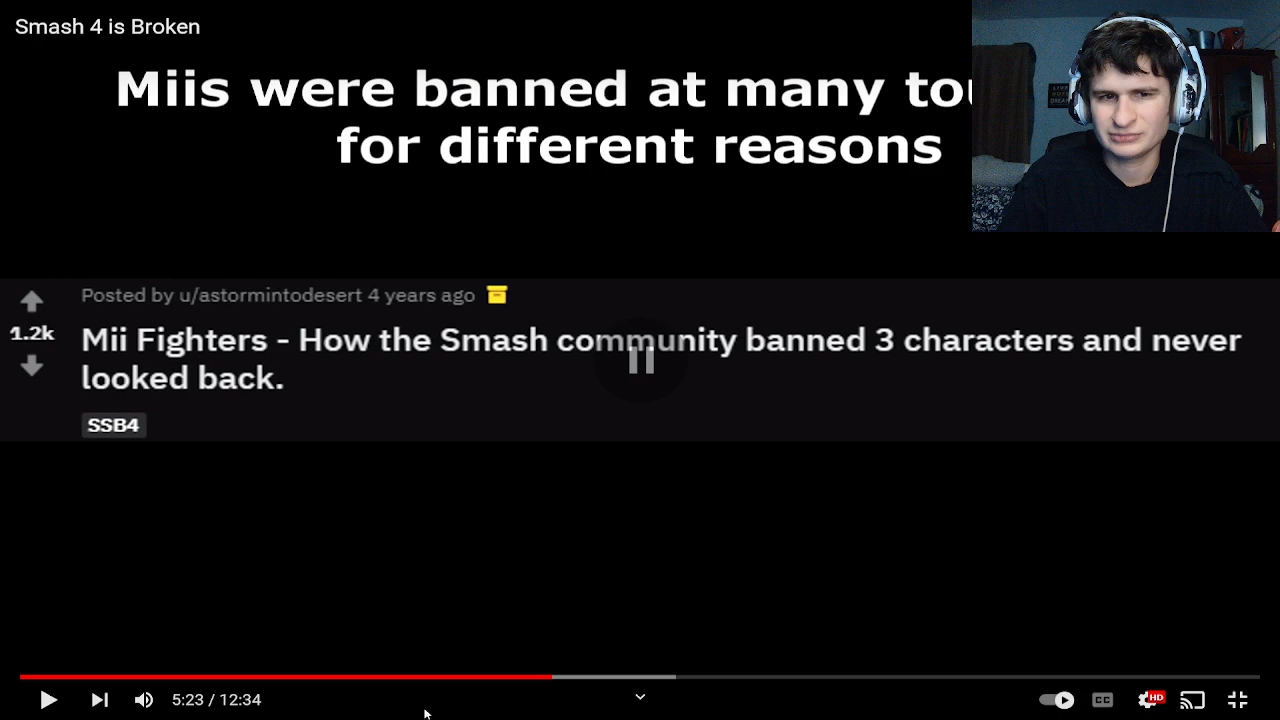 Smash 4 is Broken
Miis were banned at many
for different reasons
Posted by u/astormintodesert 4 years ago
1.2k
Mii Fighters - How the Smash community banned 3 characters and never
looked back.
SSB4
5:23 / 12:34
CC
HD